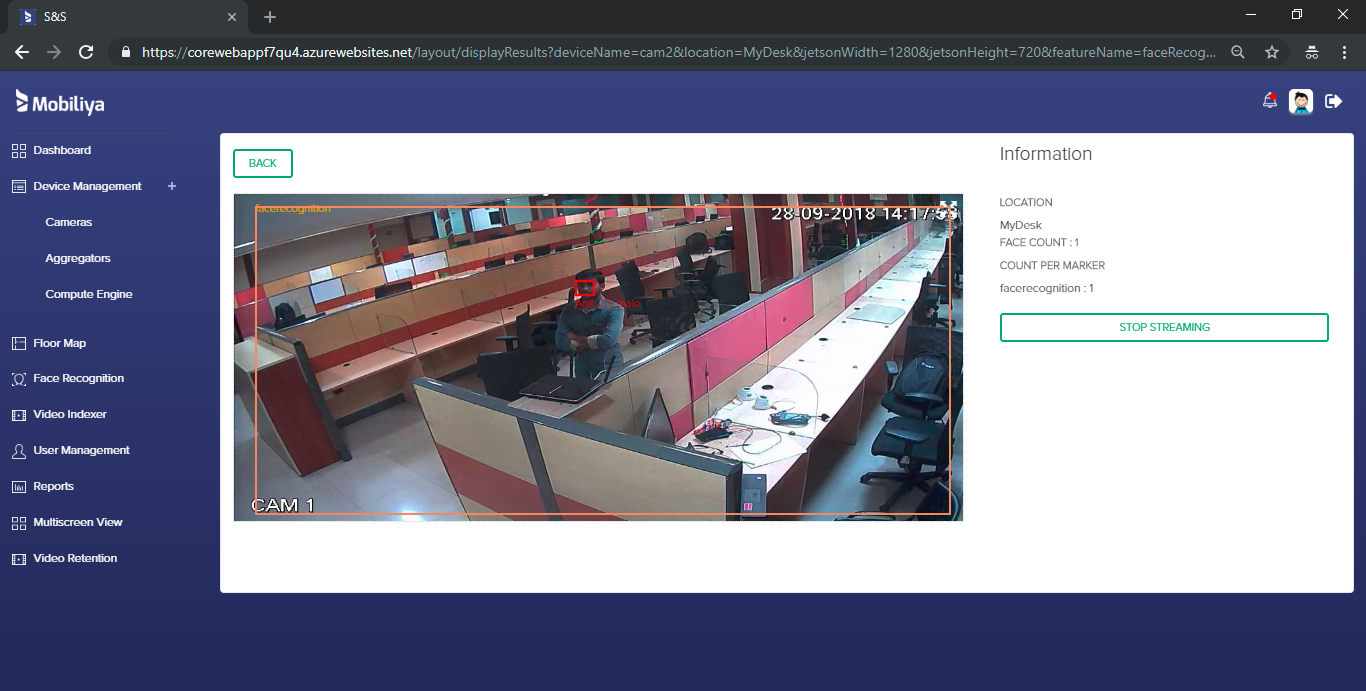 S&S
https://corewebappf7qu4.azurewebsites.net/layout/displayResults?deviceName=cam2&location=MyDesk&jetsonWidth=1280&jetsonHeight=720&featureName=faceRecog...
Mobiliya
Dashboard
Device Management +
Cameras
Aggregators
Compute Engine
Floor Map
Face Recognition
Video Indexer
User Management
Reports
Multiscreen View
Video Retention
BACK
facerecognition
28-09-2018 14:17:
CAM 1
Information
LOCATION
MyDesk
FACE COUNT : 1
COUNT PER MARKER
facerecognition : 1
STOP STREAMING